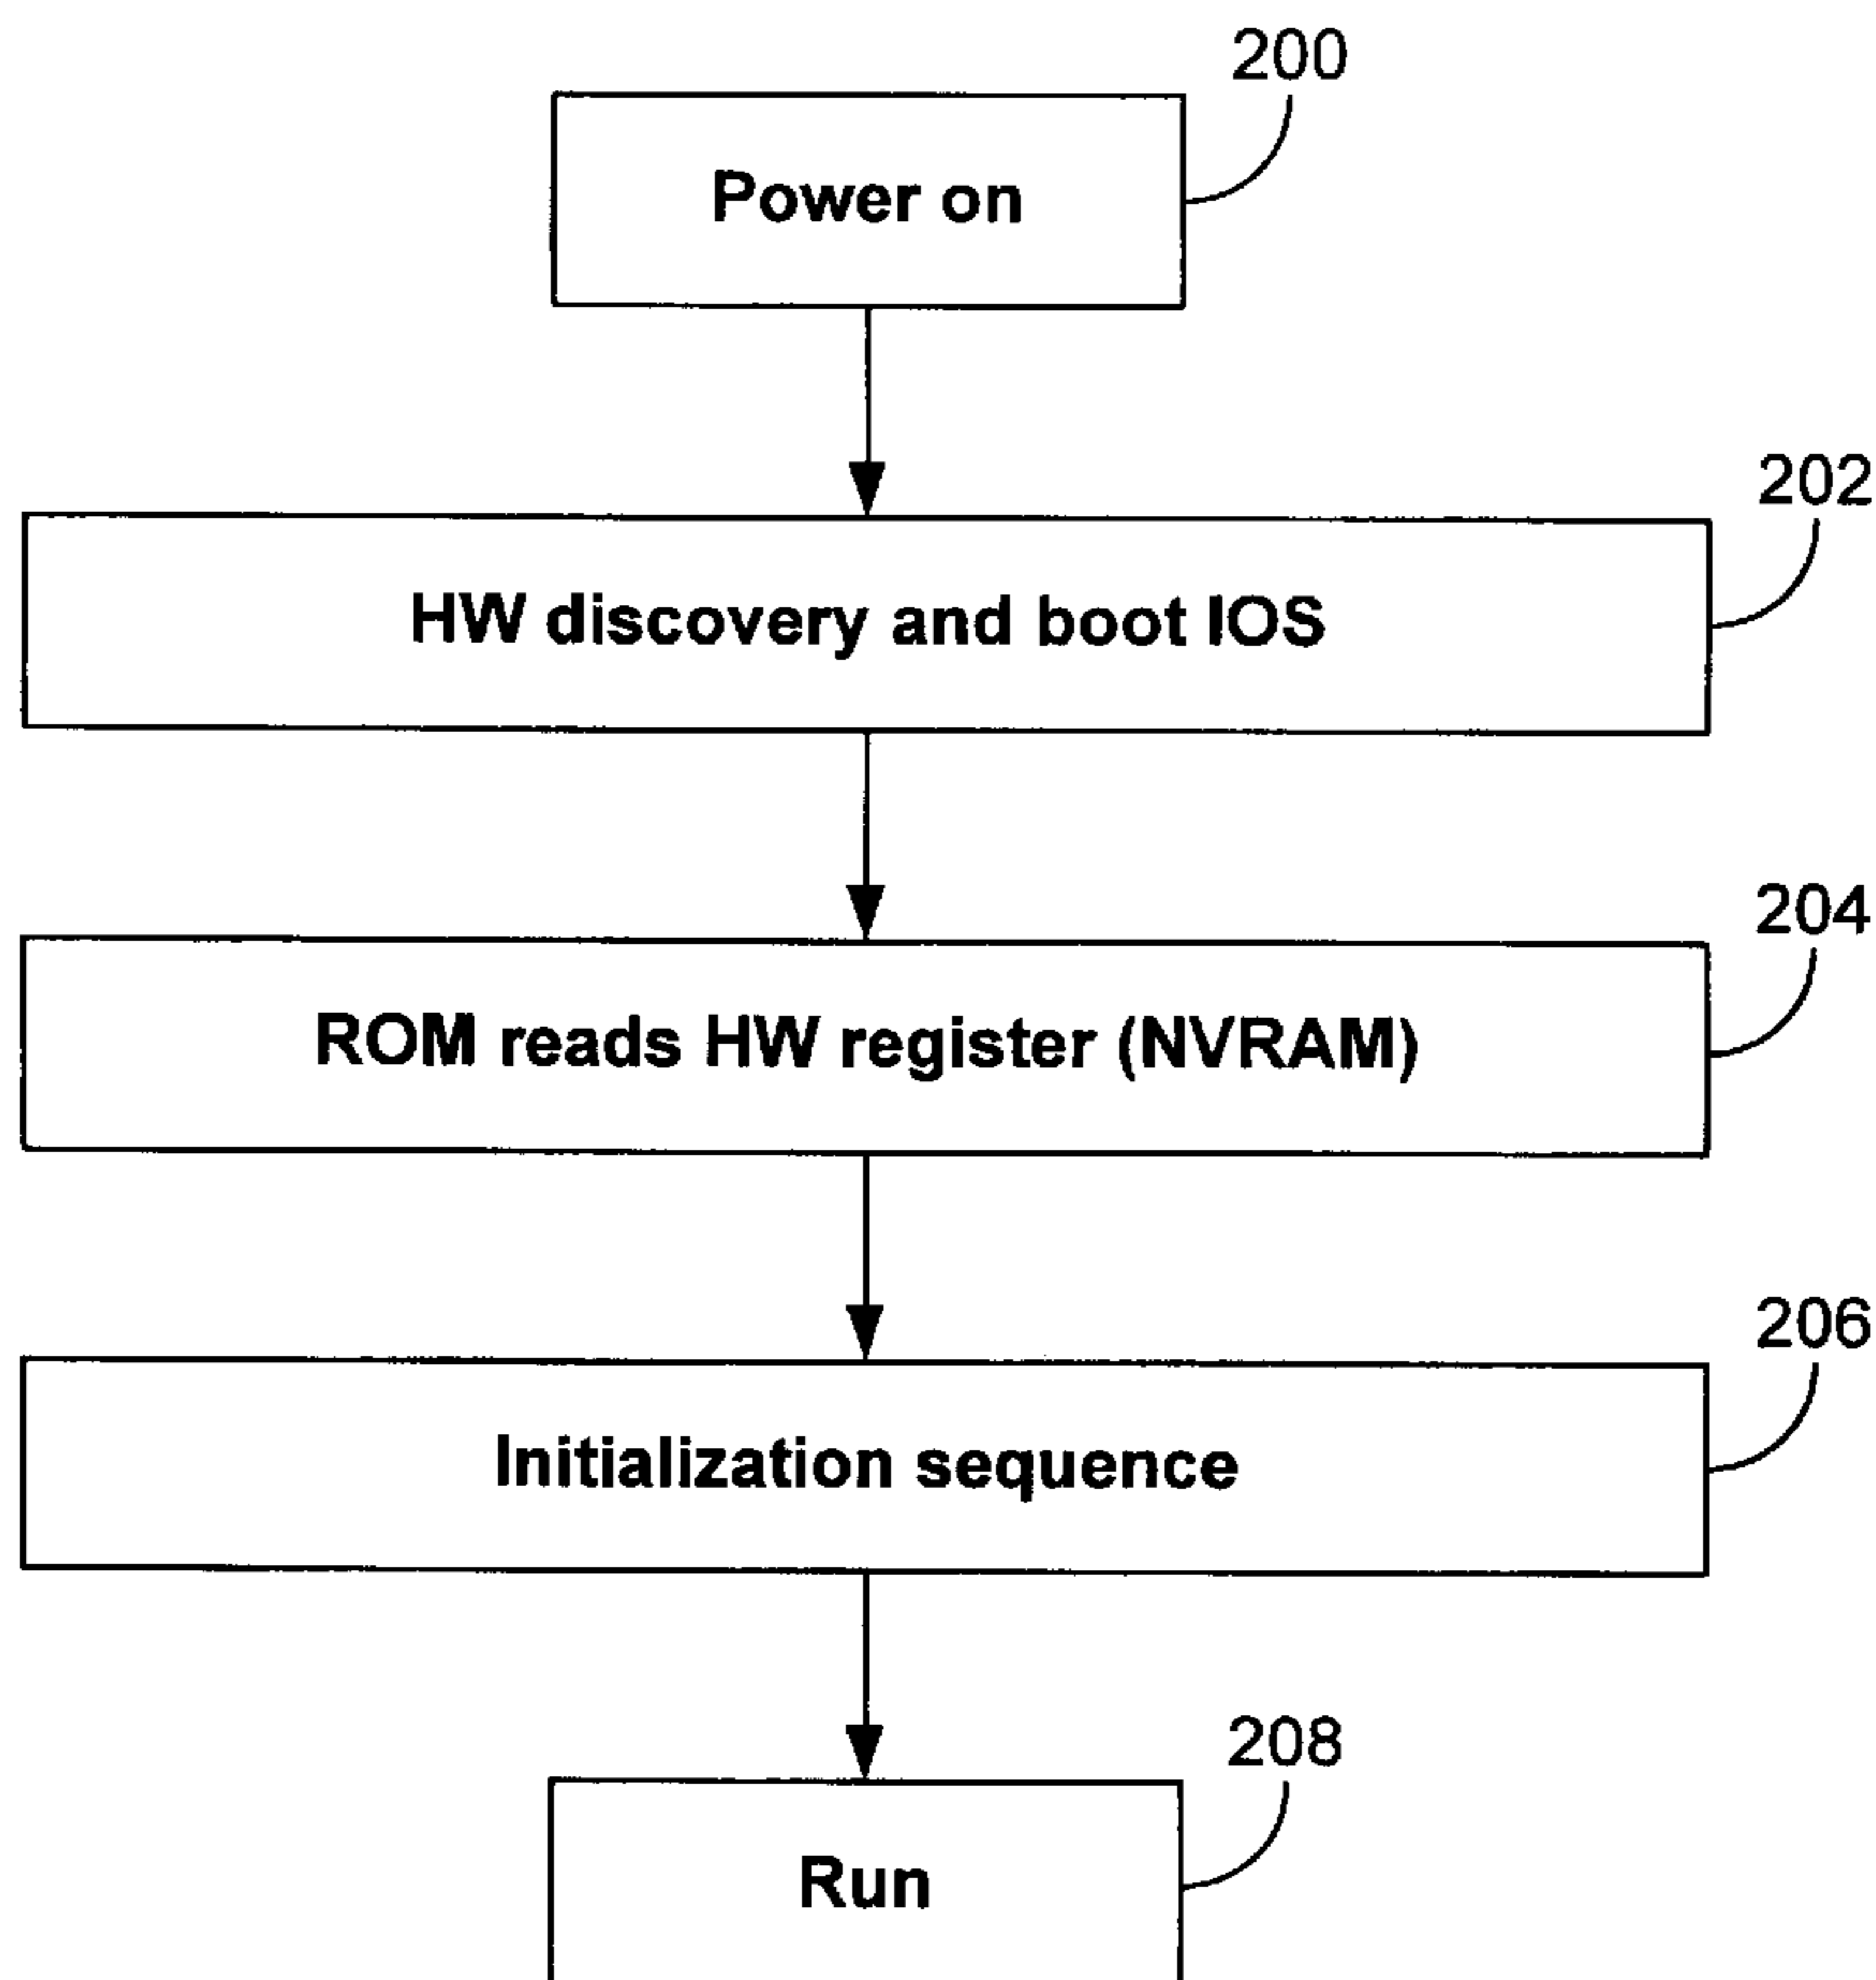 200
Power on
202
HW discovery and boot IOS
204
ROM reads HW register (NVRAM)
206
Initialization sequence
208
Run